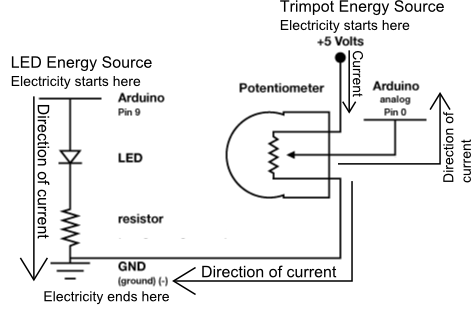 Trimpot Energy Source
Electricity starts here
+5 Volts
LED Energy Source
Electricity starts here
Potentiometer
Current
Arduino
analog
Pin 0
Arduino
Pin 9
Direction of current
LED
Direction of
current
resistor
GND
(ground) (-)
Direction of current
Electricity ends here